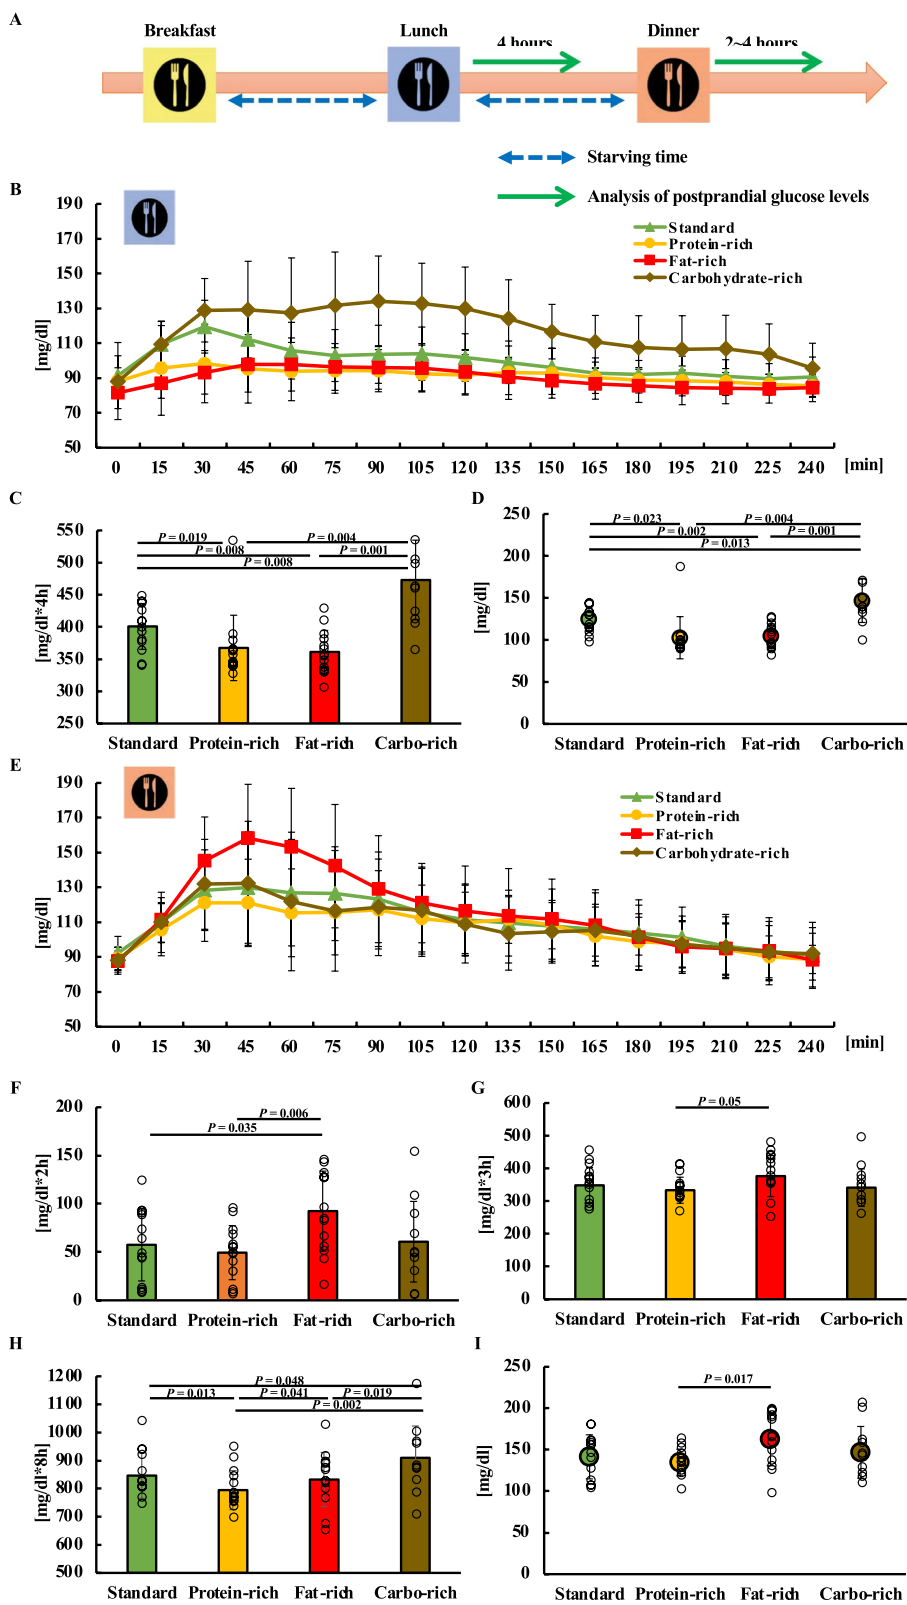 A
Breakfast
Lunch
4 hours
Dinner
2~4 hours
Starving time
Analysis of postprandial glucose levels
B
190
170
150
130
110
90
70
50
[mg/dl]
Standard
Protein-rich
Fat-rich
Carbohydrate-rich
0 15 30 45 60 75 90 105 120 135 150 165 180 195 210 225 240 [min]
C
550
500
450
400
350
300
250
[mg/dl*4h]
P = 0.019
P = 0.004
P = 0.008
P = 0.001
P = 0.008
Standard Protein-rich Fat-rich Carbo-rich
D
250
200
150
100
50
0
[mg/dl]
P = 0.023
P = 0.004
P = 0.002
P = 0.001
P = 0.013
Standard Protein-rich Fat-rich Carbo-rich
E
190
170
150
130
110
90
70
50
[mg/dl]
Standard
Protein-rich
Fat-rich
Carbohydrate-rich
0 15 30 45 60 75 90 105 120 135 150 165 180 195 210 225 240 [min]
F
200
150
100
50
0
[mg/dl*2h]
P = 0.006
P = 0.035
Standard Protein-rich Fat-rich Carbo-rich
G
600
500
400
300
200
100
0
[mg/dl*3h]
P = 0.05
Standard Protein-rich Fat-rich Carbo-rich
H
1200
1100
1000
900
800
700
600
500
[mg/dl*8h]
P = 0.048
P = 0.013
P = 0.041
P = 0.019
P = 0.002
Standard Protein-rich Fat-rich Carbo-rich
I
250
200
150
100
50
0
[mg/dl]
P = 0.017
Standard Protein-rich Fat-rich Carbo-rich